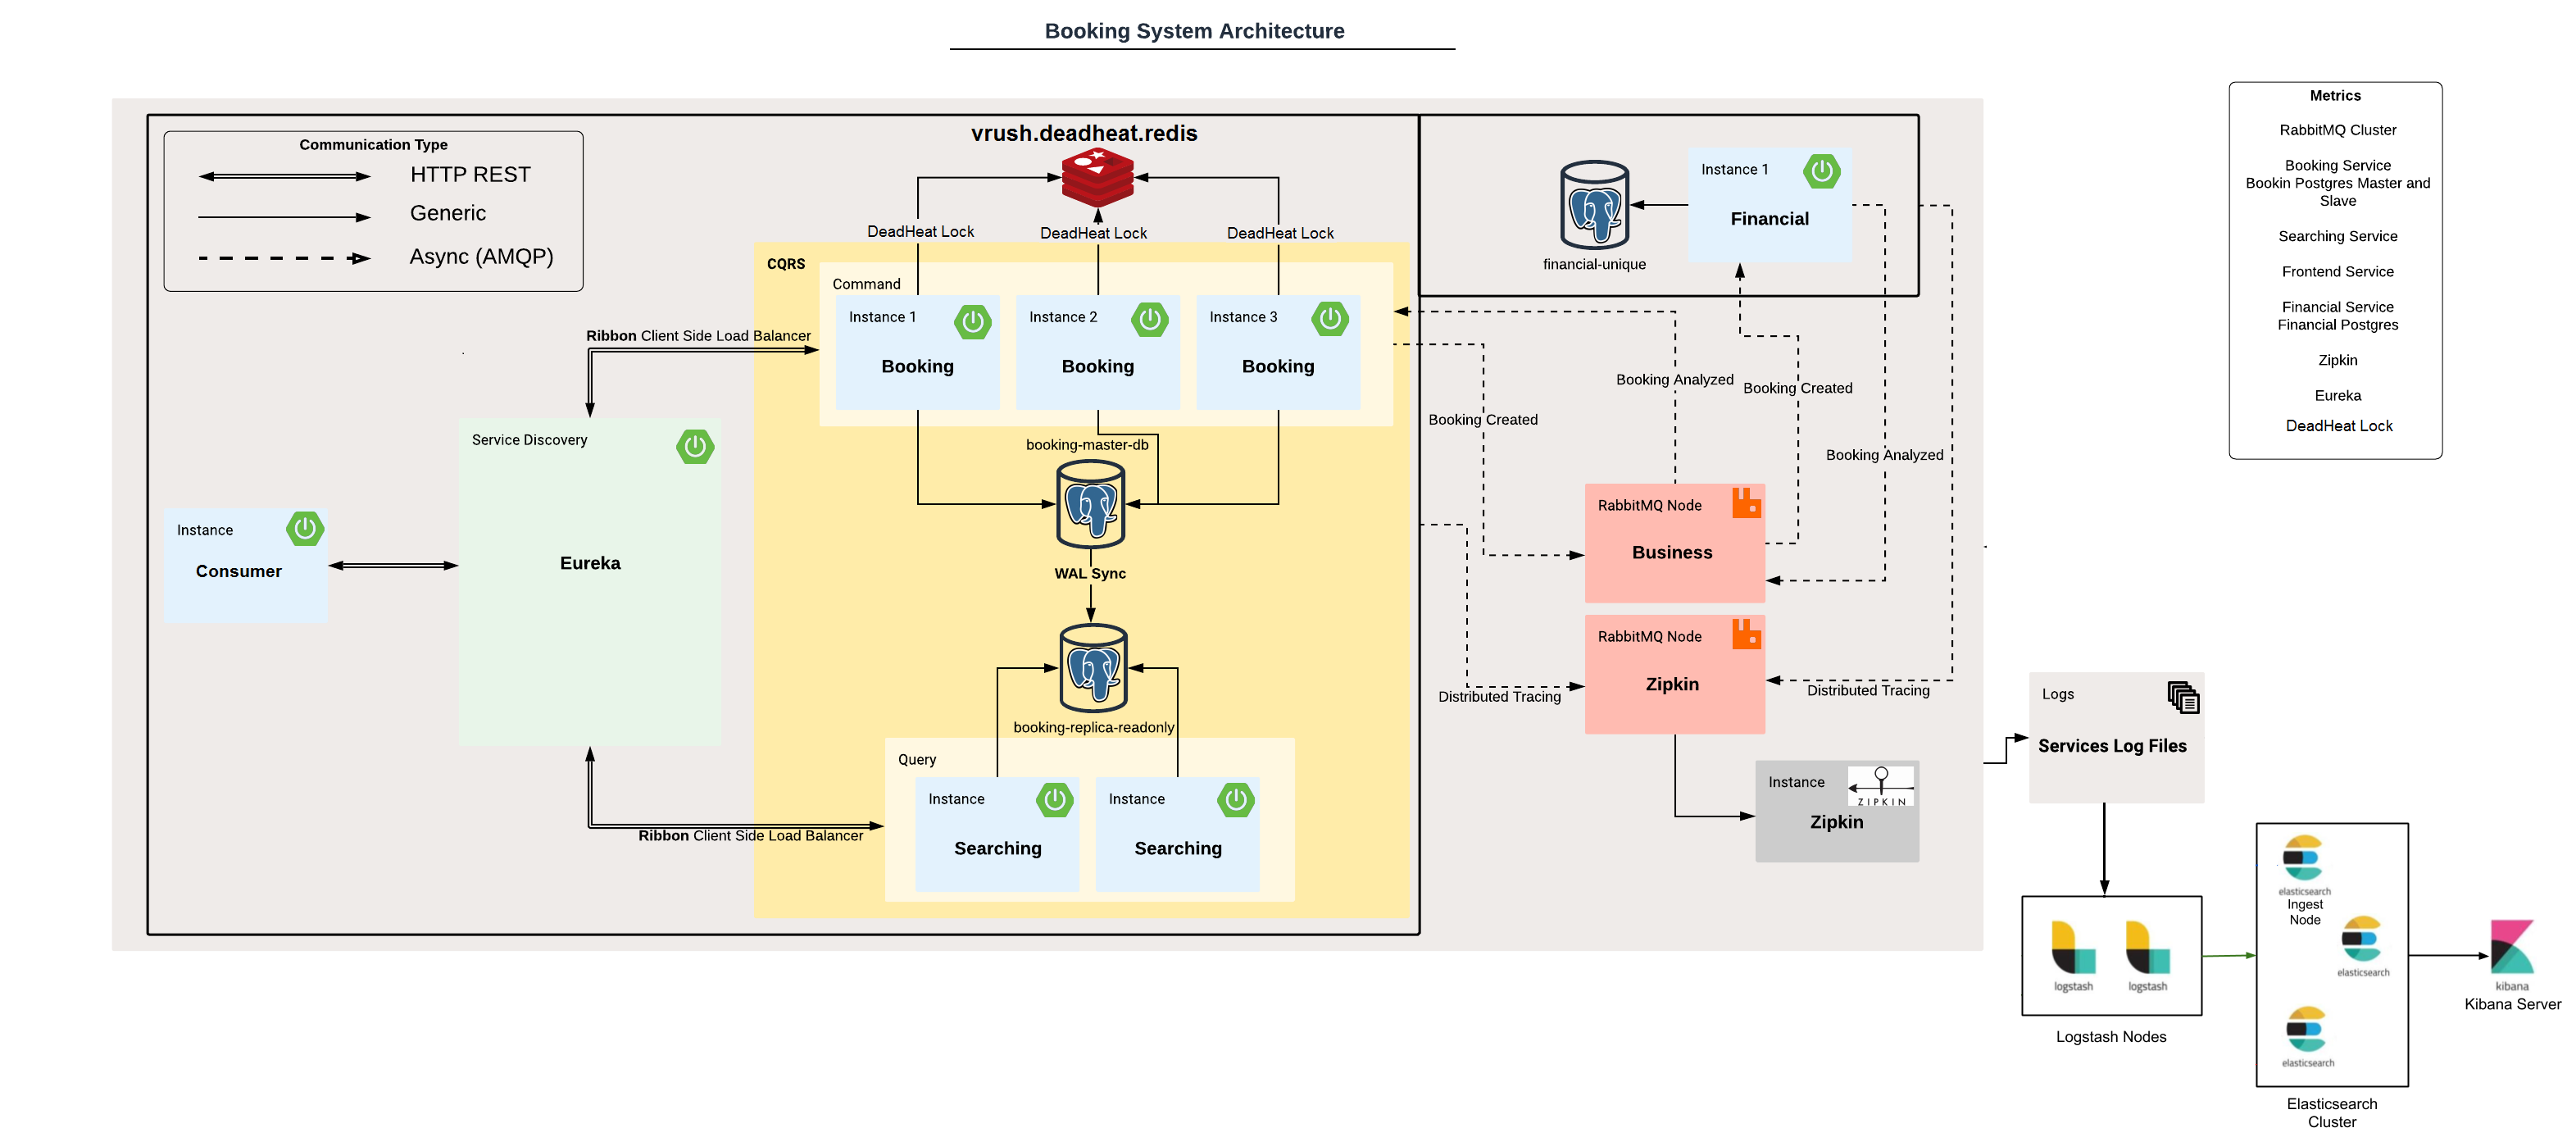 Booking System Architecture
Communication Type
HTTP REST
Generic
Async (AMQP)
vrush.deadheat.redis
DeadHeat Lock
DeadHeat Lock
DeadHeat Lock
CQRS
Command
Instance 1
Booking
Instance 2
Booking
Instance 3
Booking
Ribbon Client Side Load Balancer
Service Discovery
Eureka
Instance
Consumer
booking-master-db
WAL Sync
booking-replica-readonly
Query
Instance
Searching
Instance
Searching
Ribbon Client Side Load Balancer
financial-unique
Instance 1
Financial
Booking Analyzed
Booking Created
Booking Created
Booking Analyzed
RabbitMQ Node
Business
RabbitMQ Node
Zipkin
Distributed Tracing
Distributed Tracing
Instance
ZIPKIN
Zipkin
Metrics
RabbitMQ Cluster
Booking Service
Bookin Postgres Master and
Slave
Searching Service
Frontend Service
Financial Service
Financial Postgres
Zipkin
Eureka
DeadHeat Lock
Logs
Services Log Files
logstash
logstash
Logstash Nodes
elasticsearch
Ingest
Node
elasticsearch
elasticsearch
Elasticsearch
Cluster
kibana
Kibana Server